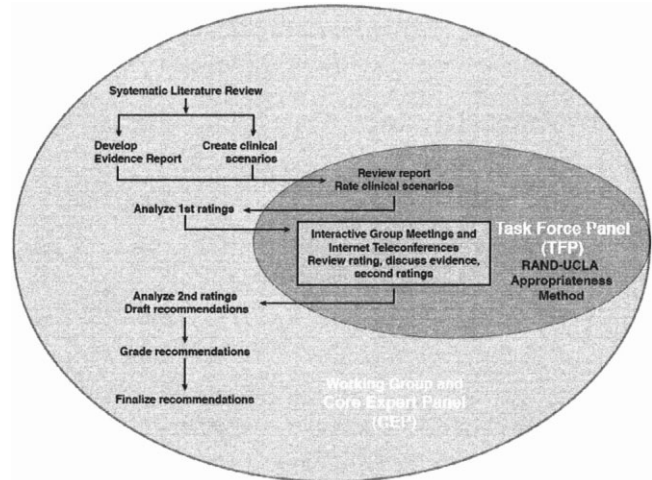 Systematic Literature Review
Develop
Evidence Report
Create clinical
scenarios
Review report
Rate clinical scenarios
Analyze 1st ratings
Interactive Group Meetings and
Internet Teleconferences
Review rating, discuss evidence,
second ratings
Task Force Panel
(TFP)
RAND-UCLA
Appropriateness
Method
Analyze 2nd ratings
Draft recommendations
Grade recommendations
Finalize recommendations
Working Group and
Core Expert Panel
(CEP)